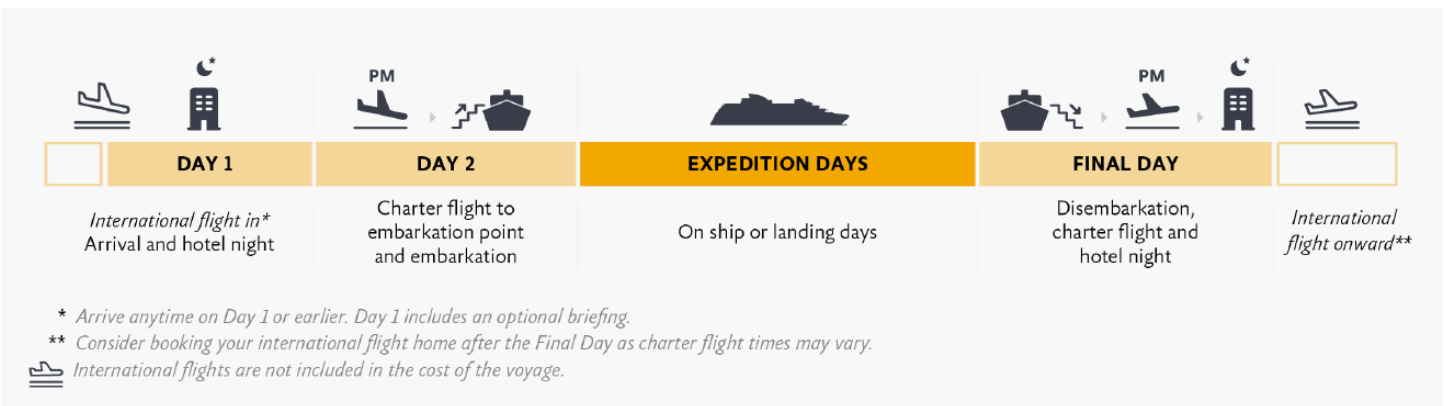 PM
PM
DAY 1
DAY 2
EXPEDITION DAYS
FINAL DAY
International flight in*
Arrival and hotel night
Charter flight to
embarkation point
and embarkation
On ship or landing days
Disembarkation,
charter flight and
hotel night
International
flight onward**
* Arrive anytime on Day 1 or earlier. Day 1 includes an optional briefing.
** Consider booking your international flight home after the Final Day as charter flight times may vary.
International flights are not included in the cost of the voyage.